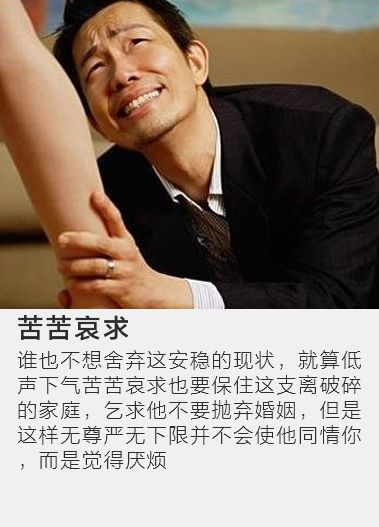 苦苦哀求
谁也不想舍弃这安稳的现状，就算低
声下气苦苦哀求也要保住这支离破碎
的家庭，乞求他不要抛弃婚姻，但是
这样无尊严无下限并不会使他同情你
，而是觉得厌烦